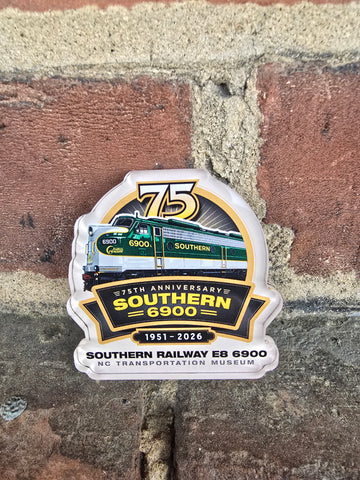 75
6900
6900
SOUTHERN
75TH ANNIVERSARY
SOUTHERN
6900
1951-2026
SOUTHERN RAILWAY E8 6900
NC TRANSPORTATION MUSEUM